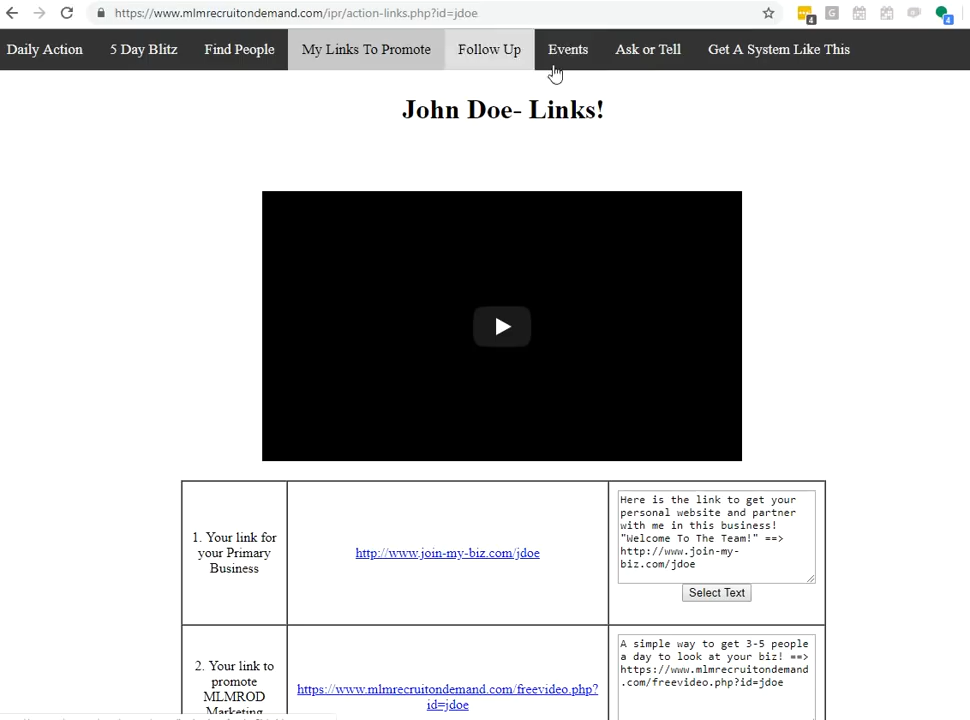 https://www.mlmrecruitondemand.com/ipr/action-links.php?id=jdoe
4
G
4
Daily Action 5 Day Blitz Find People My Links To Promote Follow Up Events Ask or Tell Get A System Like This
John Doe- Links!
1. Your link for
your Primary
Business
http://www.join-my-biz.com/jdoe
Here is the link to get your
personal website and partner
with me in this business!
"Welcome To The Team!" ==>
http://www.join-my-
biz.com/jdoe
Select Text
2. Your link to
promote
MLMROD
Marketing
https://www.mlmrecruitondemand.com/freevideo.php?
id=jdoe
A simple way to get 3-5 people
a day to look at your biz! ==>
https://www.mlmrecruitondemand
.com/freevideo.php?id=jdoe